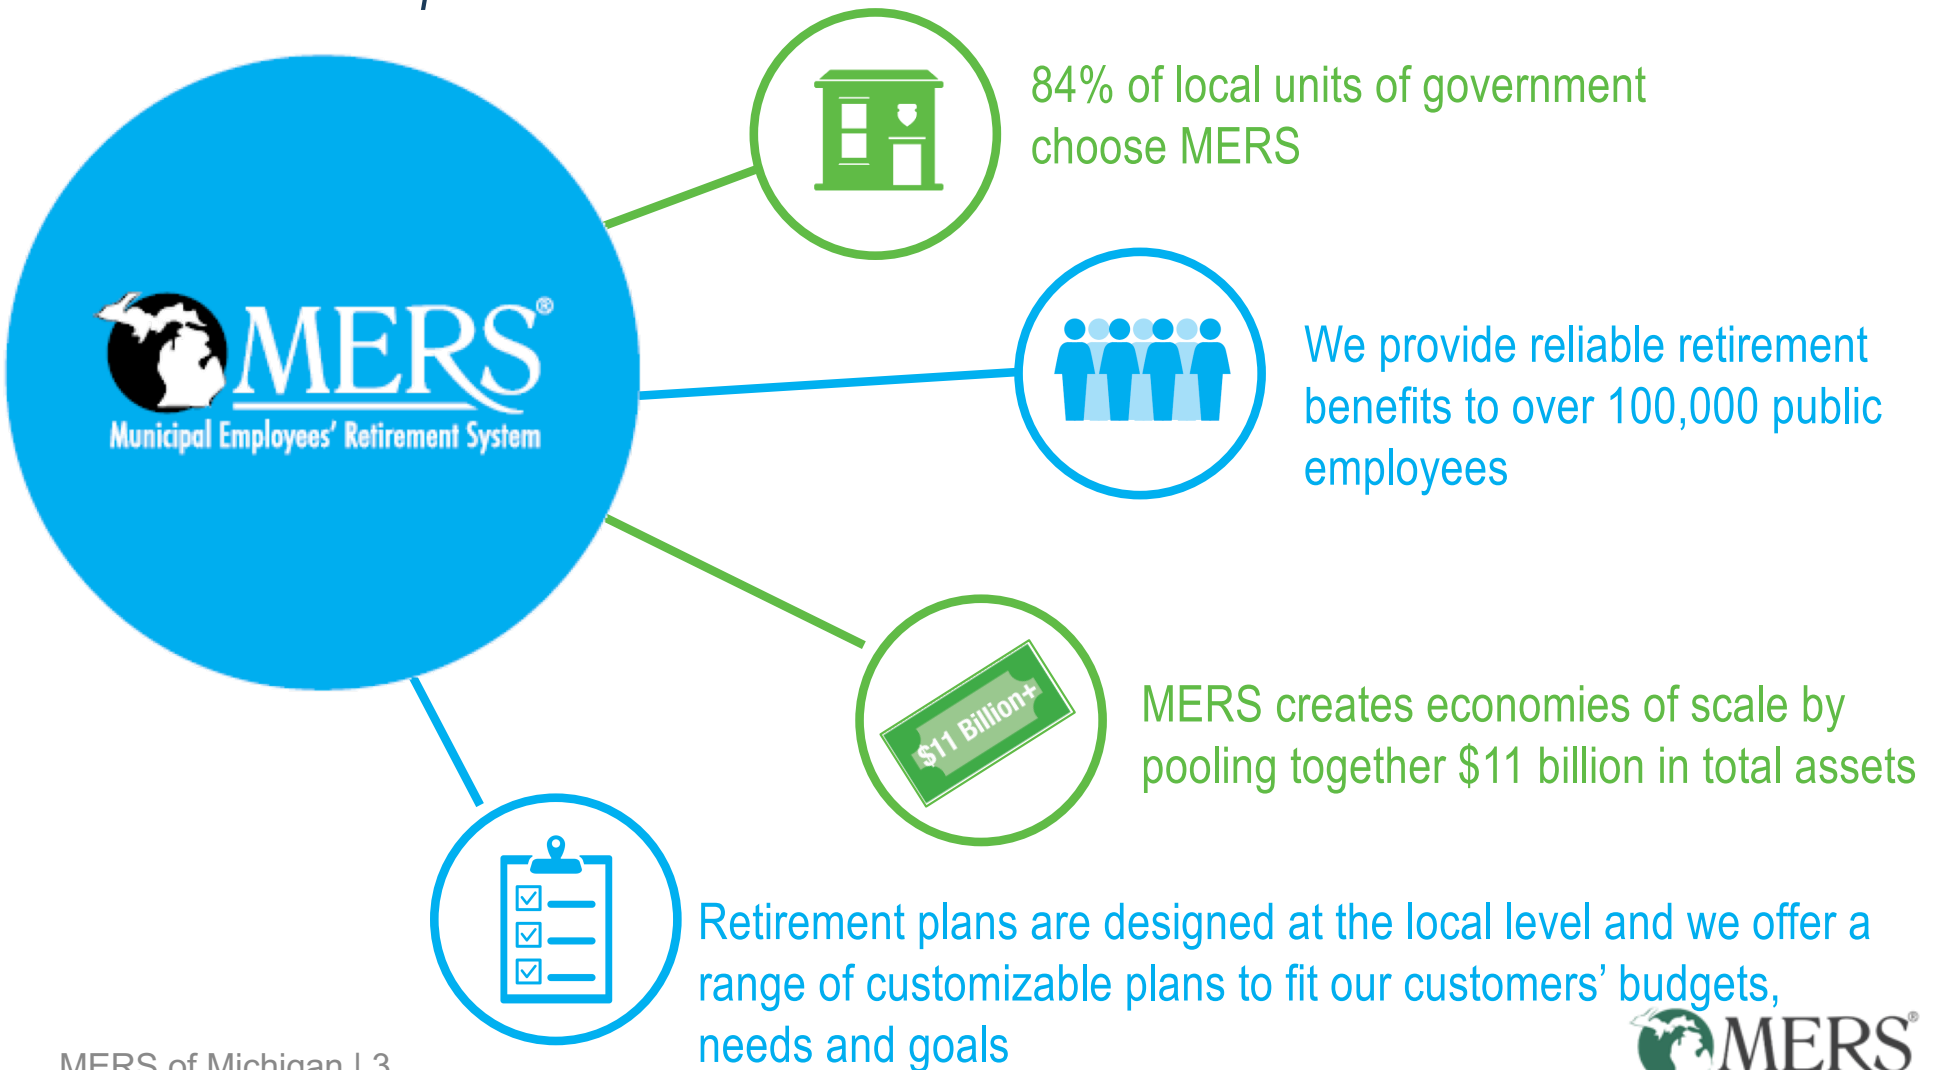 84% of local units of government
choose MERS
MERS®
Municipal Employees’ Retirement System
We provide reliable retirement
benefits to over 100,000 public
employees
$11 Billion+
MERS creates economies of scale by
pooling together $11 billion in total assets
Retirement plans are designed at the local level and we offer a
range of customizable plans to fit our customers’ budgets,
needs and goals
MERS®
MERS of Michigan | 3